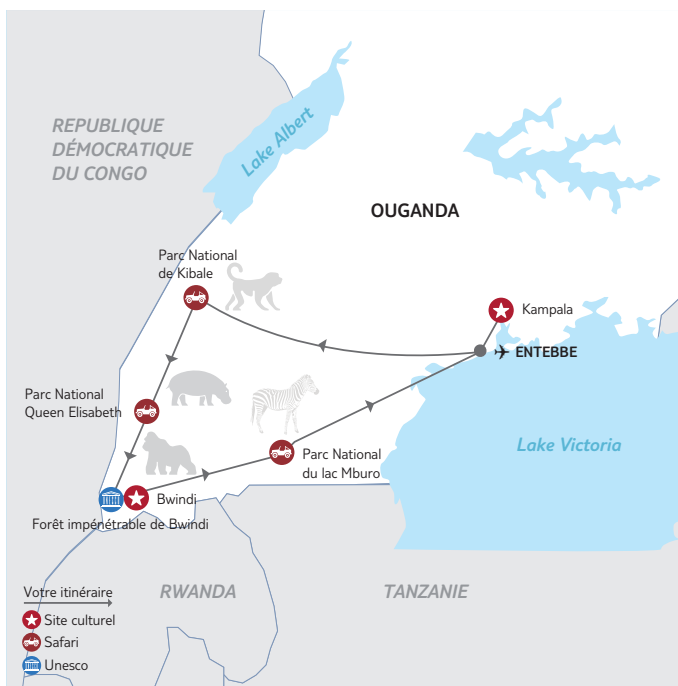 REPUBLIQUE
DÉMOCRATIQUE
DU CONGO
Lake Albert
OUGANDA
Parc National
de Kibale
Kampala
ENTEBBE
Parc National
Queen Elisabeth
Lake Victoria
Parc National
du lac Mburo
Bwindi
Forêt impénétrable de Bwindi
RWANDA
TANZANIE
Votre itinéraire
Site culturel
Safari
Unesco